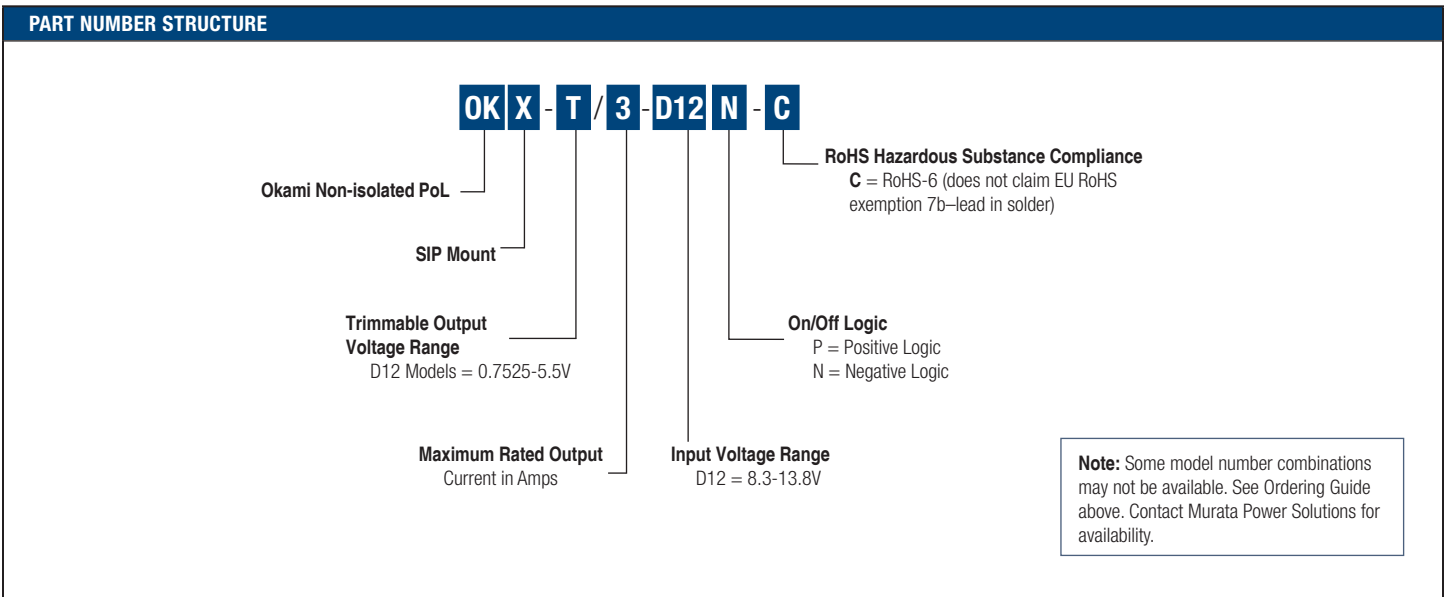 PART NUMBER STRUCTURE
OK X - T / 3 - D12 N - C
RoHS Hazardous Substance Compliance
C = RoHS-6 (does not claim EU RoHS
exemption 7b–lead in solder)
Okami Non-isolated PoL
SIP Mount
Trimmable Output
Voltage Range
D12 Models = 0.7525-5.5V
On/Off Logic
P = Positive Logic
N = Negative Logic
Maximum Rated Output
Current in Amps
Input Voltage Range
D12 = 8.3-13.8V
Note: Some model number combinations
may not be available. See Ordering Guide
above. Contact Murata Power Solutions for
availability.